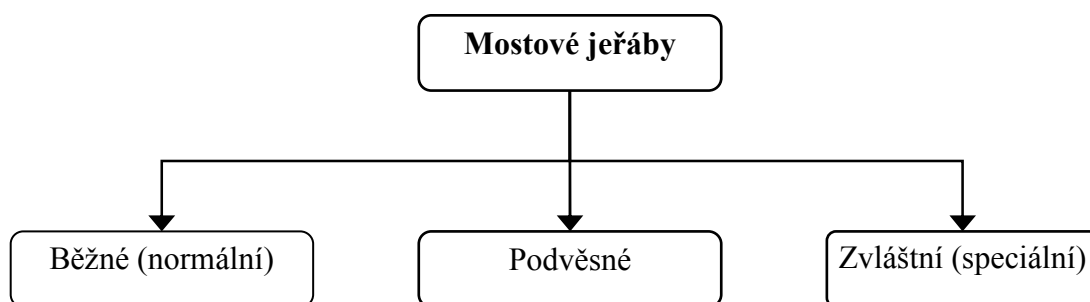 Mostové jeřáby
Běžné (normální)
Podvěsné
Zvláštní (speciální)